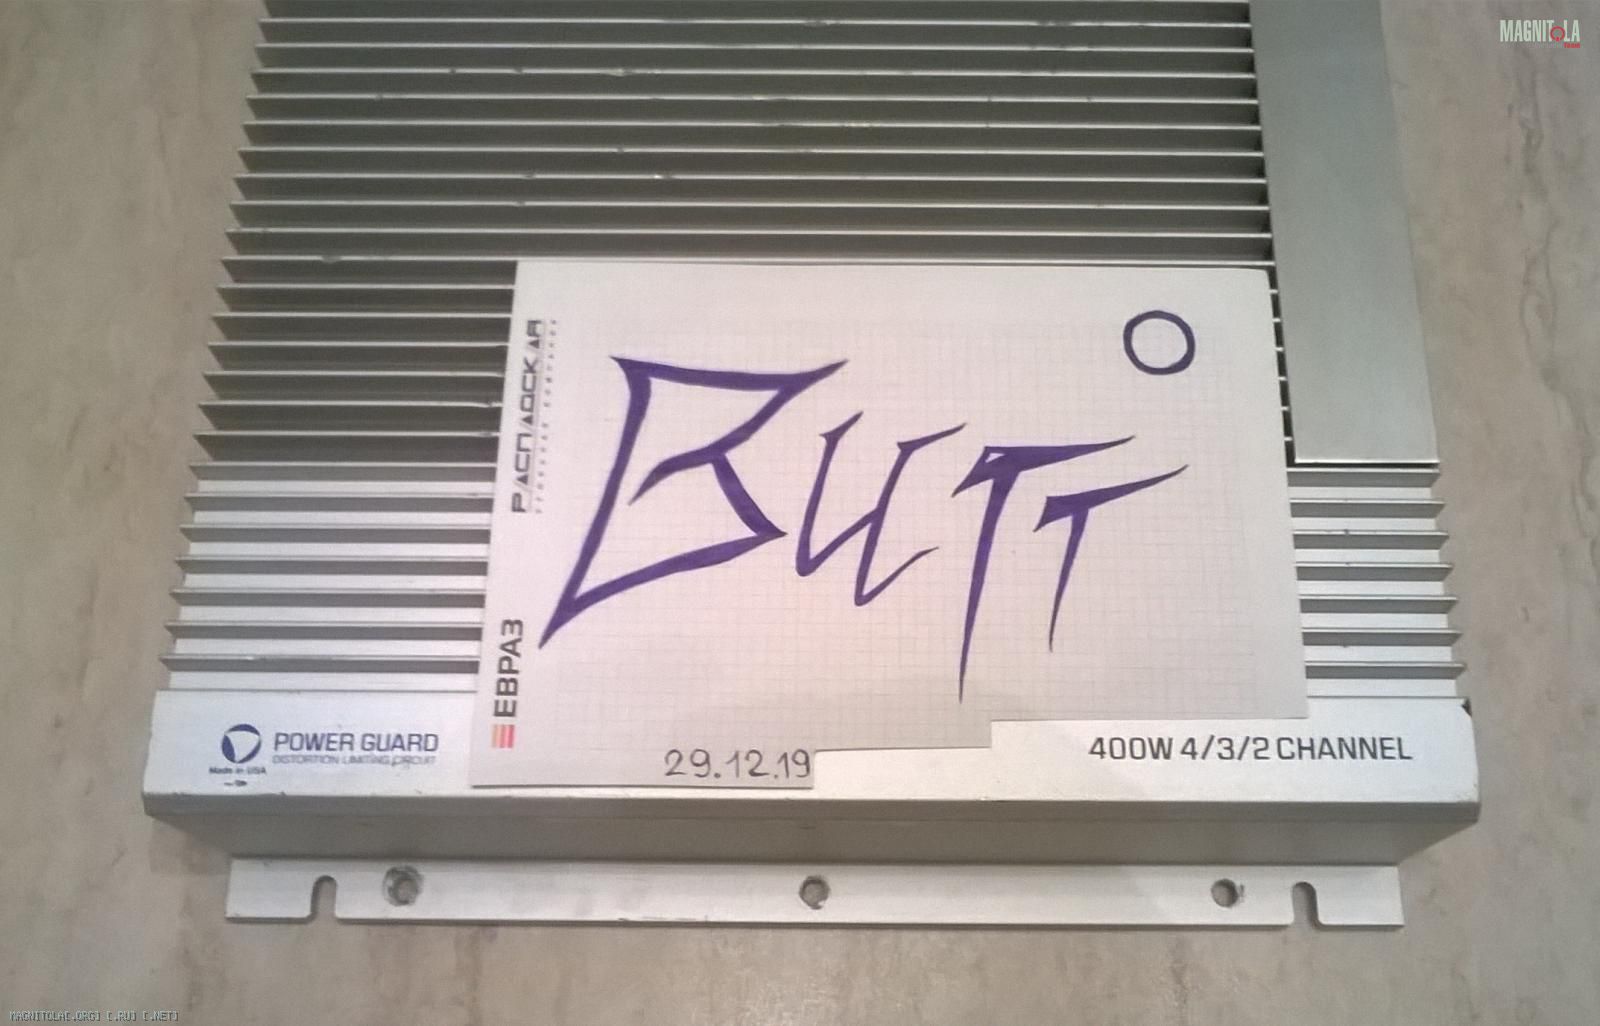 MAGNITOLA
Team
РАСПАДСКАЯ
Витт
ЕВРАЗ
29.12.19
POWER GUARD
DISTORTION LIMITING CIRCUIT
Made in USA
400W 4/3/2 CHANNEL
MAGNITOLA[.ORG] [.RU] [.NET]